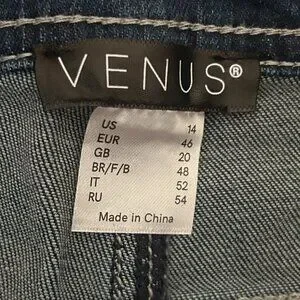 VENUS®
US 14
EUR 46
GB 20
BR/F/B 48
IT 52
RU 54
Made in China